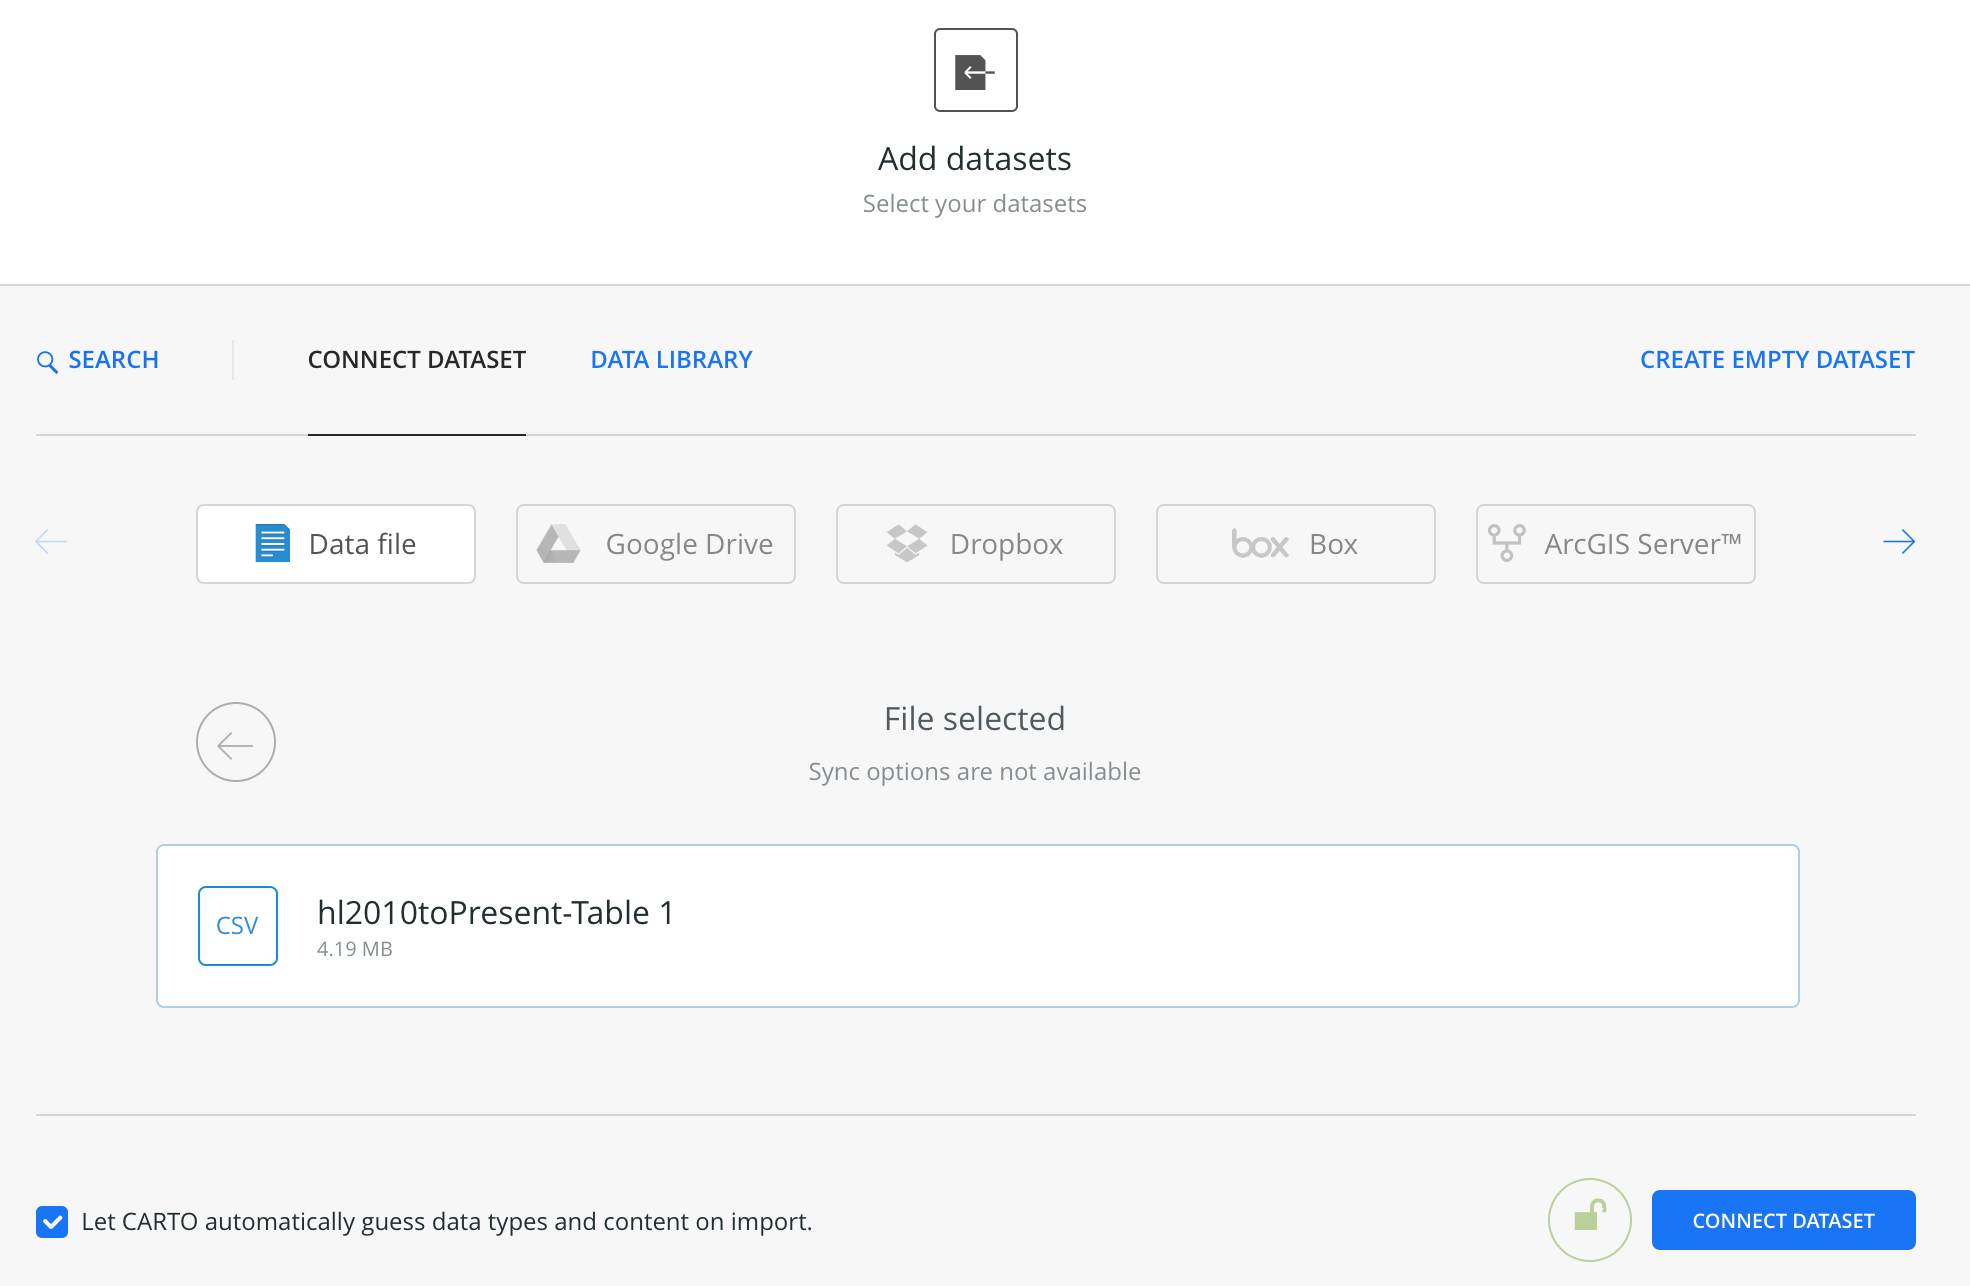 Add datasets
Select your datasets
SEARCH
CONNECT DATASET
DATA LIBRARY
CREATE EMPTY DATASET
Data file
Google Drive
Dropbox
box Box
ArcGIS Server™
File selected
Sync options are not available
CSV
hl2010toPresent-Table 1
4.19 MB
Let CARTO automatically guess data types and content on import.
CONNECT DATASET